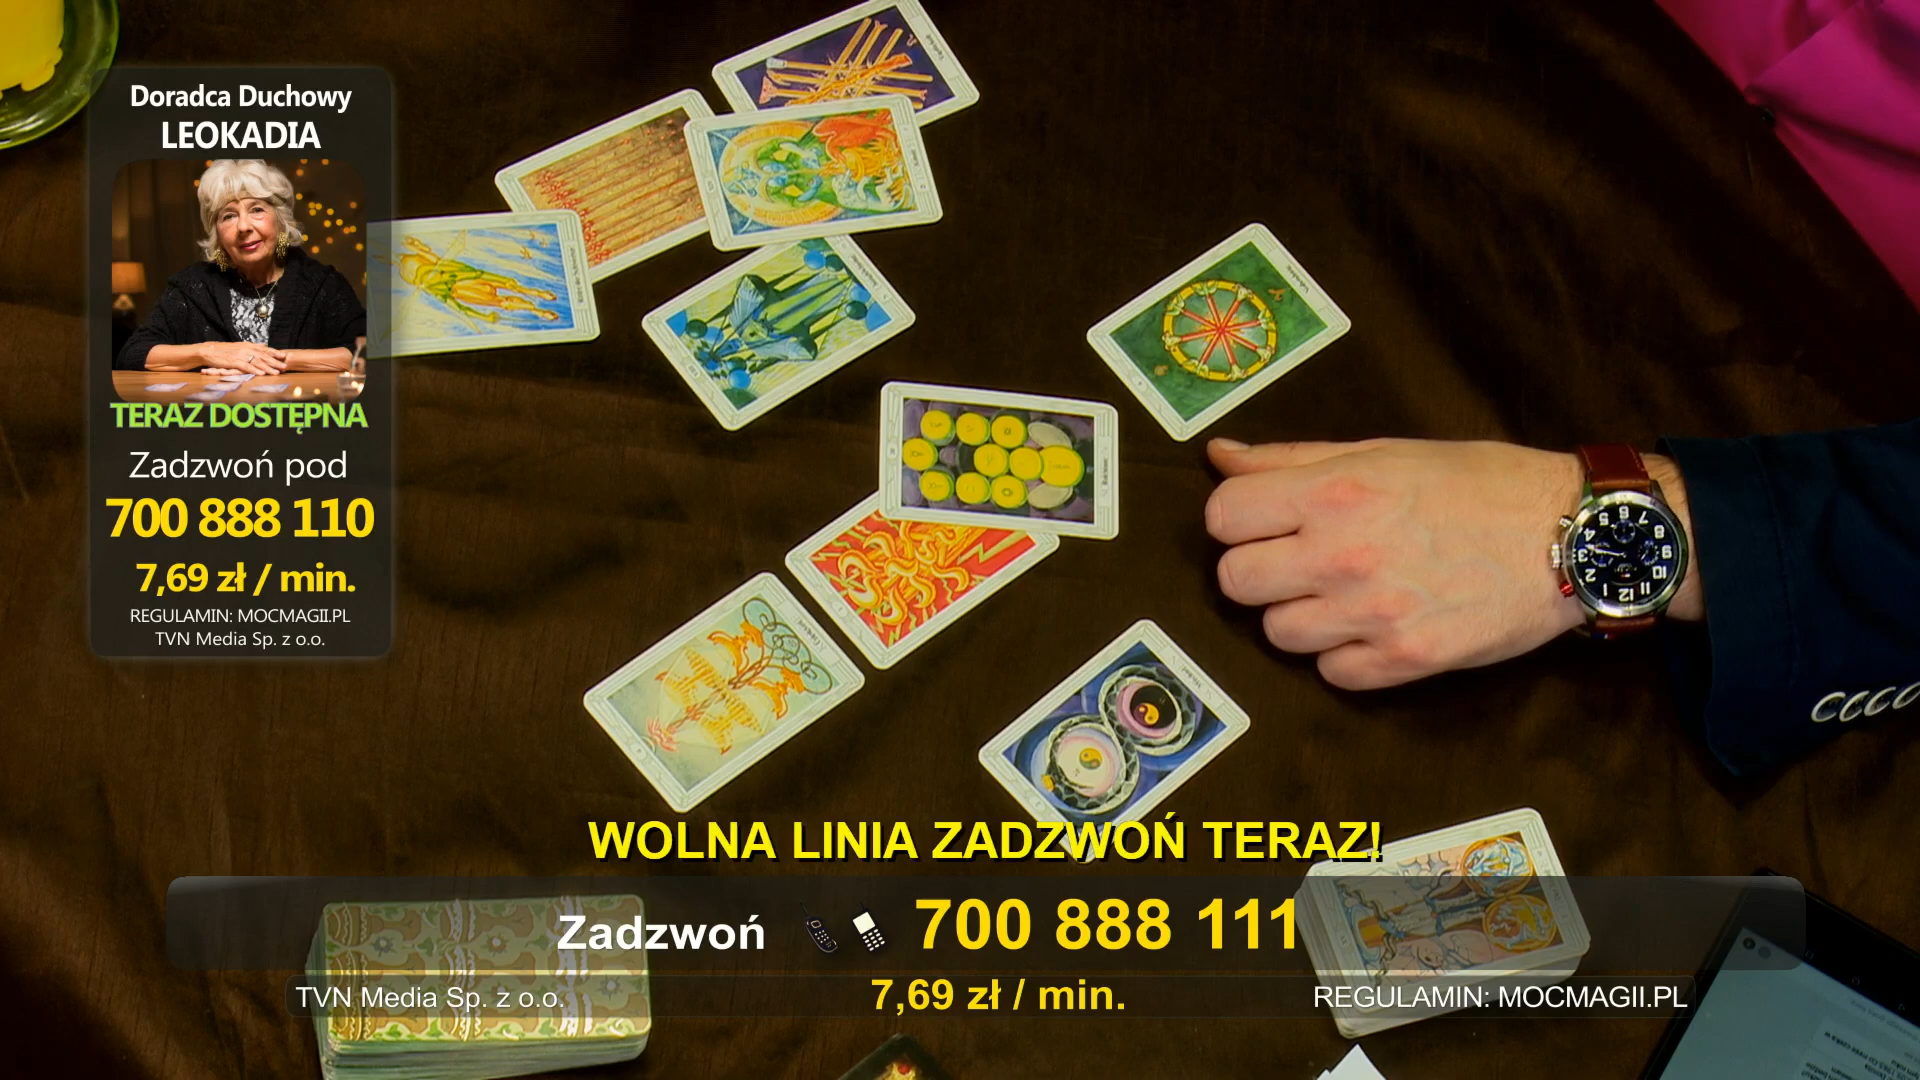 Doradca Duchowy
LEOKADIA
TERAZ DOSTĘPNA
Zadzwoń pod
700 888 110
7,69 zł / min.
REGULAMIN: MOCMAGII.PL
TVN Media Sp. z o.o.
WOLNA LINIA ZADZWOŃ TERAZ!
Zadzwoń 700 888 111
TVN Media Sp. z o.o. 7,69 zł / min. REGULAMIN: MOCMAGII.PL